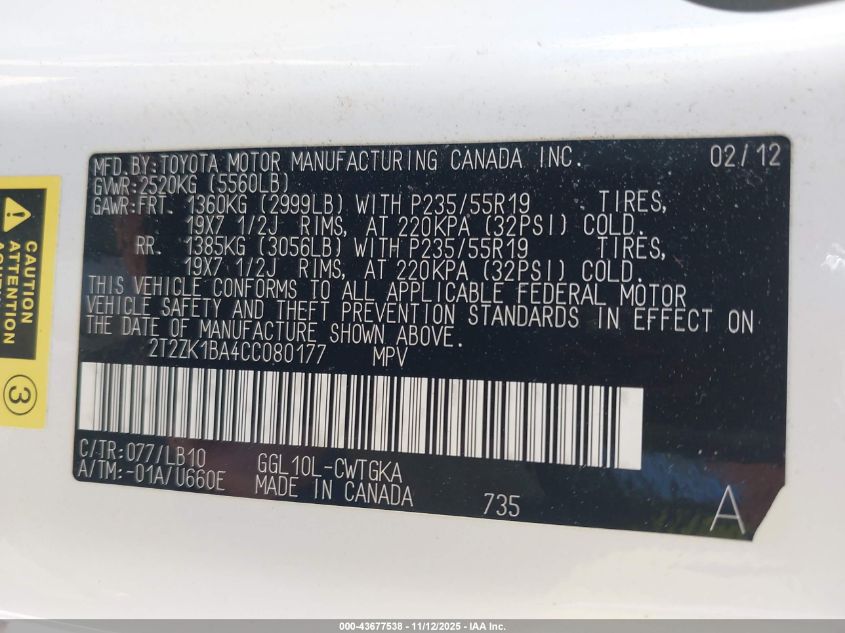 MFD. BY: TOYOTA MOTOR MANUFACTURING CANADA INC. 02/12
GVWR: 2520KG (5560LB)
GAWR: FRT. 1360KG (2999LB) WITH P235/55R19 TIRES,
19X7 1/2J RIMS, AT 220KPA (32PSI) COLD.
RR. 1385KG (3056LB) WITH P235/55R19 TIRES,
19X7 1/2J RIMS, AT 220KPA (32PSI) COLD.
THIS VEHICLE CONFORMS TO ALL APPLICABLE FEDERAL MOTOR
VEHICLE SAFETY AND THEFT PREVENTION STANDARDS IN EFFECT ON
THE DATE OF MANUFACTURE SHOWN ABOVE.
2T2ZK1BA4CC080177 MPV
C/TR: 077/LB10 GGL10L-CWTGKA
A/TM: -01A/U660E MADE IN CANADA 735 A
CAUTION
3
000-43677538 - 11/12/2025 - IAA Inc.